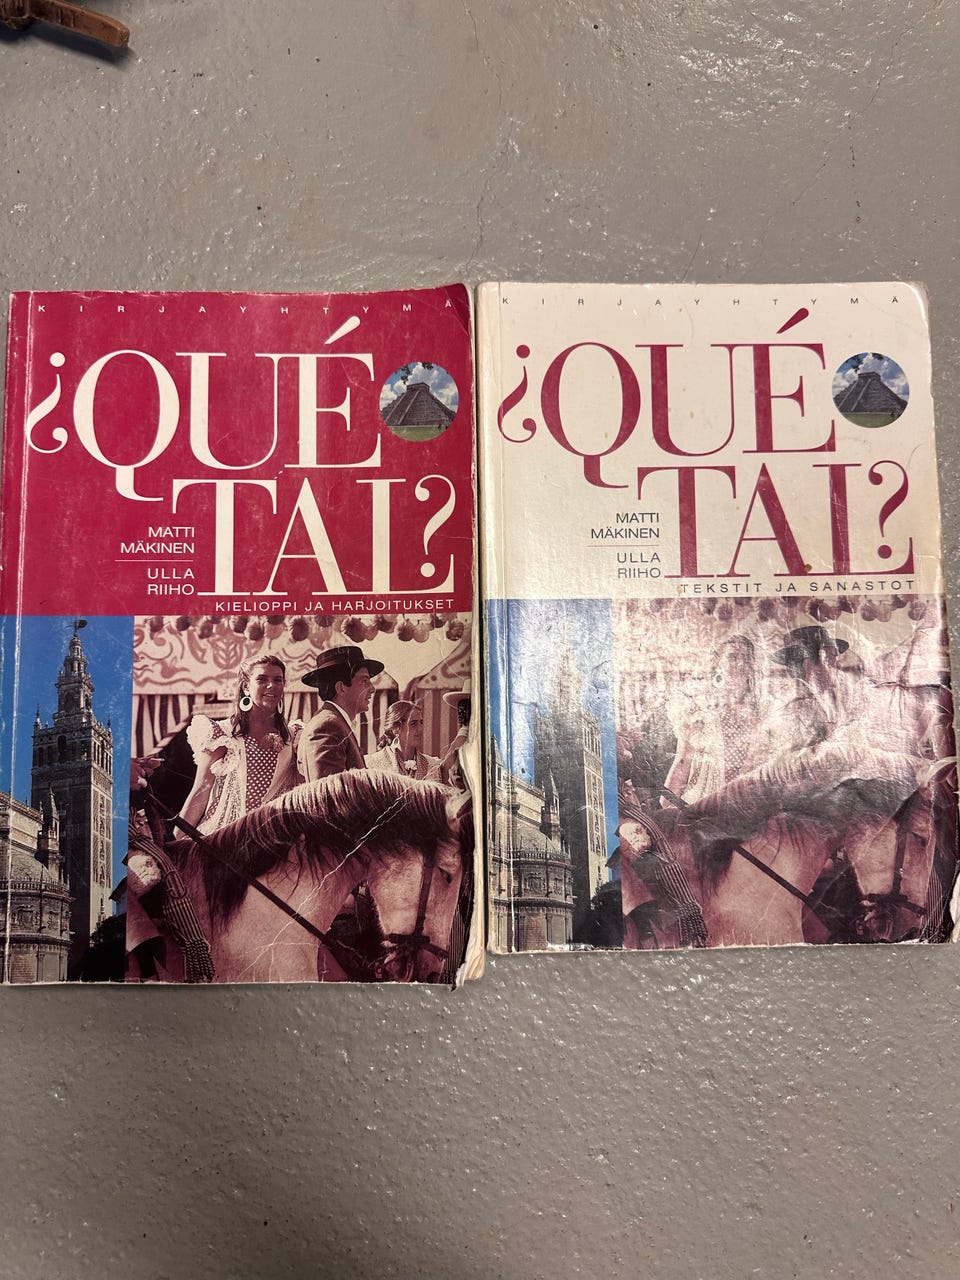 KIRJAYHTYMÄ
¿QUÉ
TAL?
MATTI
MÄKINEN
ULLA
RIIHO
KIELIOPPI JA HARJOITUKSET
KIRJAYHTYMÄ
¿QUÉ
TAL?
MATTI
MÄKINEN
ULLA
RIIHO
TEKSTIT JA SANASTOT